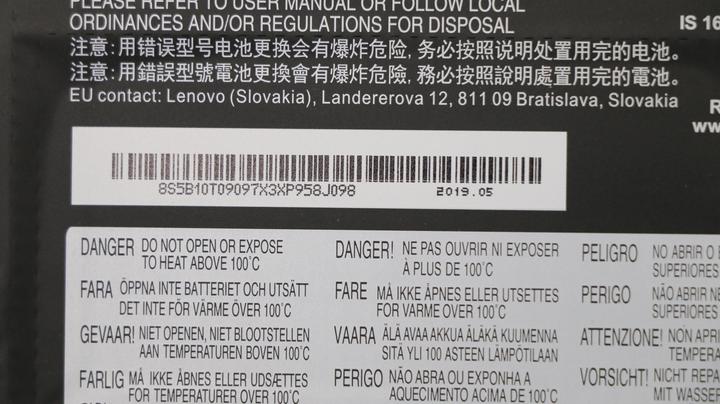 PLEASE REFER TO USER MANUAL OR FOLLOW LOCAL
ORDINANCES AND/OR REGULATIONS FOR DISPOSAL
IS 16
注意:用错误型号电池更换会有爆炸危险,务必按照说明处置用完的电池。
注意:用錯誤型號電池更換會有爆炸危險,務必按照說明處置用完的電池。
EU contact: Lenovo (Slovakia), Landererova 12, 811 09 Bratislava, Slovakia
R
ww
8S5B10T09097X3XP958J098
2019.05
DANGER DO NOT OPEN OR EXPOSE
TO HEAT ABOVE 100°C
FARA ÖPPNA INTE BATTERIET OCH UTSÄTT
DET INTE FÖR VÄRME ÖVER 100°C
GEVAAR! NIET OPENEN, NIET BLOOTSTELLEN
AAN TEMPERATUREN BOVEN 100°C
FARLIG MÅ IKKE ÅBNES ELLER UDSÆTTES
FOR TEMPERATURER OVER 100°C
DANGER! NE PAS OUVRIR NI EXPOSER
À PLUS DE 100°C
FARE MÅ IKKE ÅPNES ELLER UTSETTES
FOR VARME OVER 100°C
VAARA ÄLÄ AVAA AKKUA ÄLÄKÄ KUUMENNA
SITÄ YLI 100 ASTEEN LÄMPÖTILAAN
PERIGO NÃO ABRA OU EXPONHA A
AQUECIMENTO ACIMA DE 100°C
PELIGRO NO ABRIR O E
SUPERIORES
PERIGO NÃO ABRIR NE
SUPERIORES
ATTENZIONE! NON APRI
TEMPERA
VORSICHT! NICHT REPA
MIT WASSER